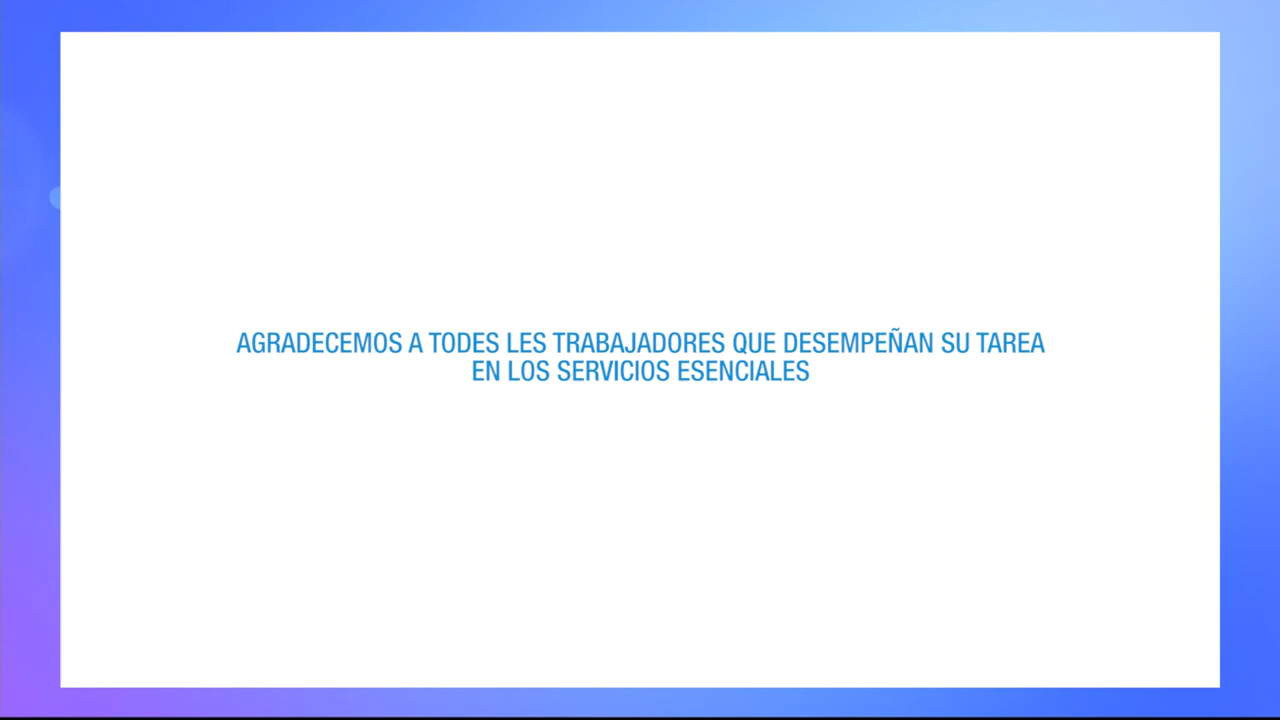 AGRADECEMOS A TODES LES TRABAJADORES QUE DESEMPEÑAN SU TAREA
EN LOS SERVICIOS ESENCIALES